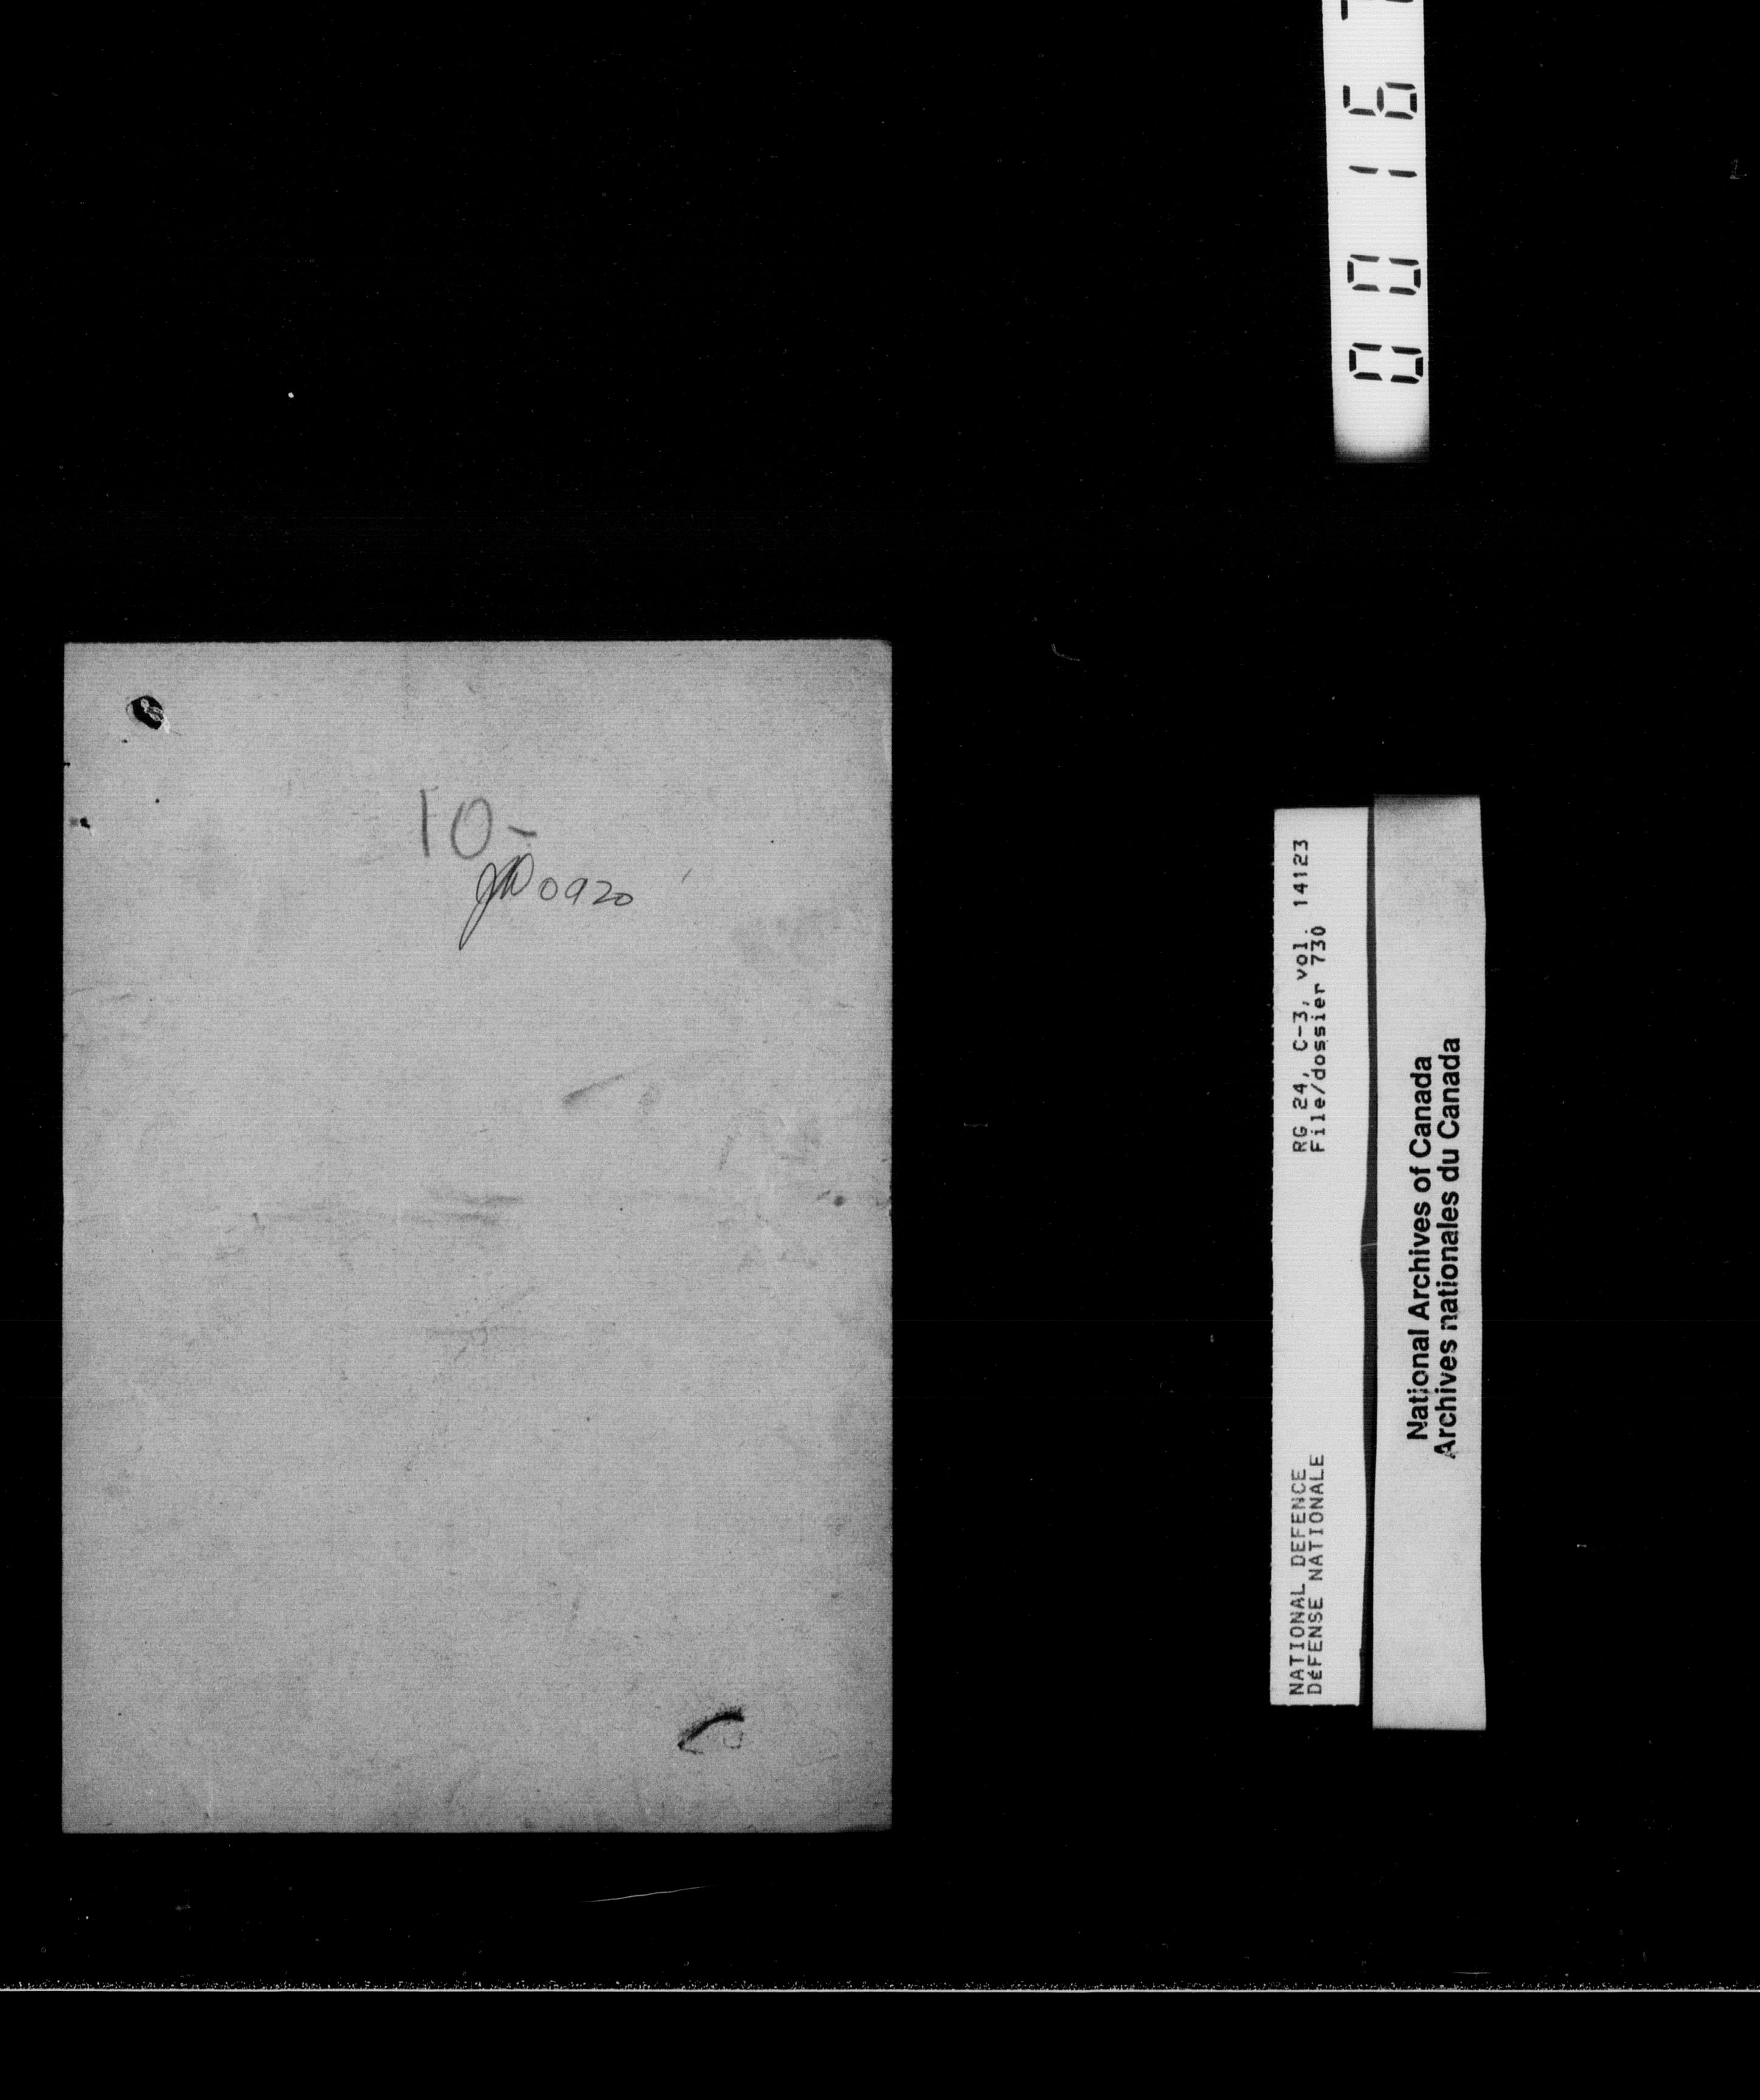 10-
0920
0016
RG 24, C-3, vol. 14123
File/dossier 730
NATIONAL DEFENCE
DéFENSE NATIONALE
National Archives of Canada
Archives nationales du Canada